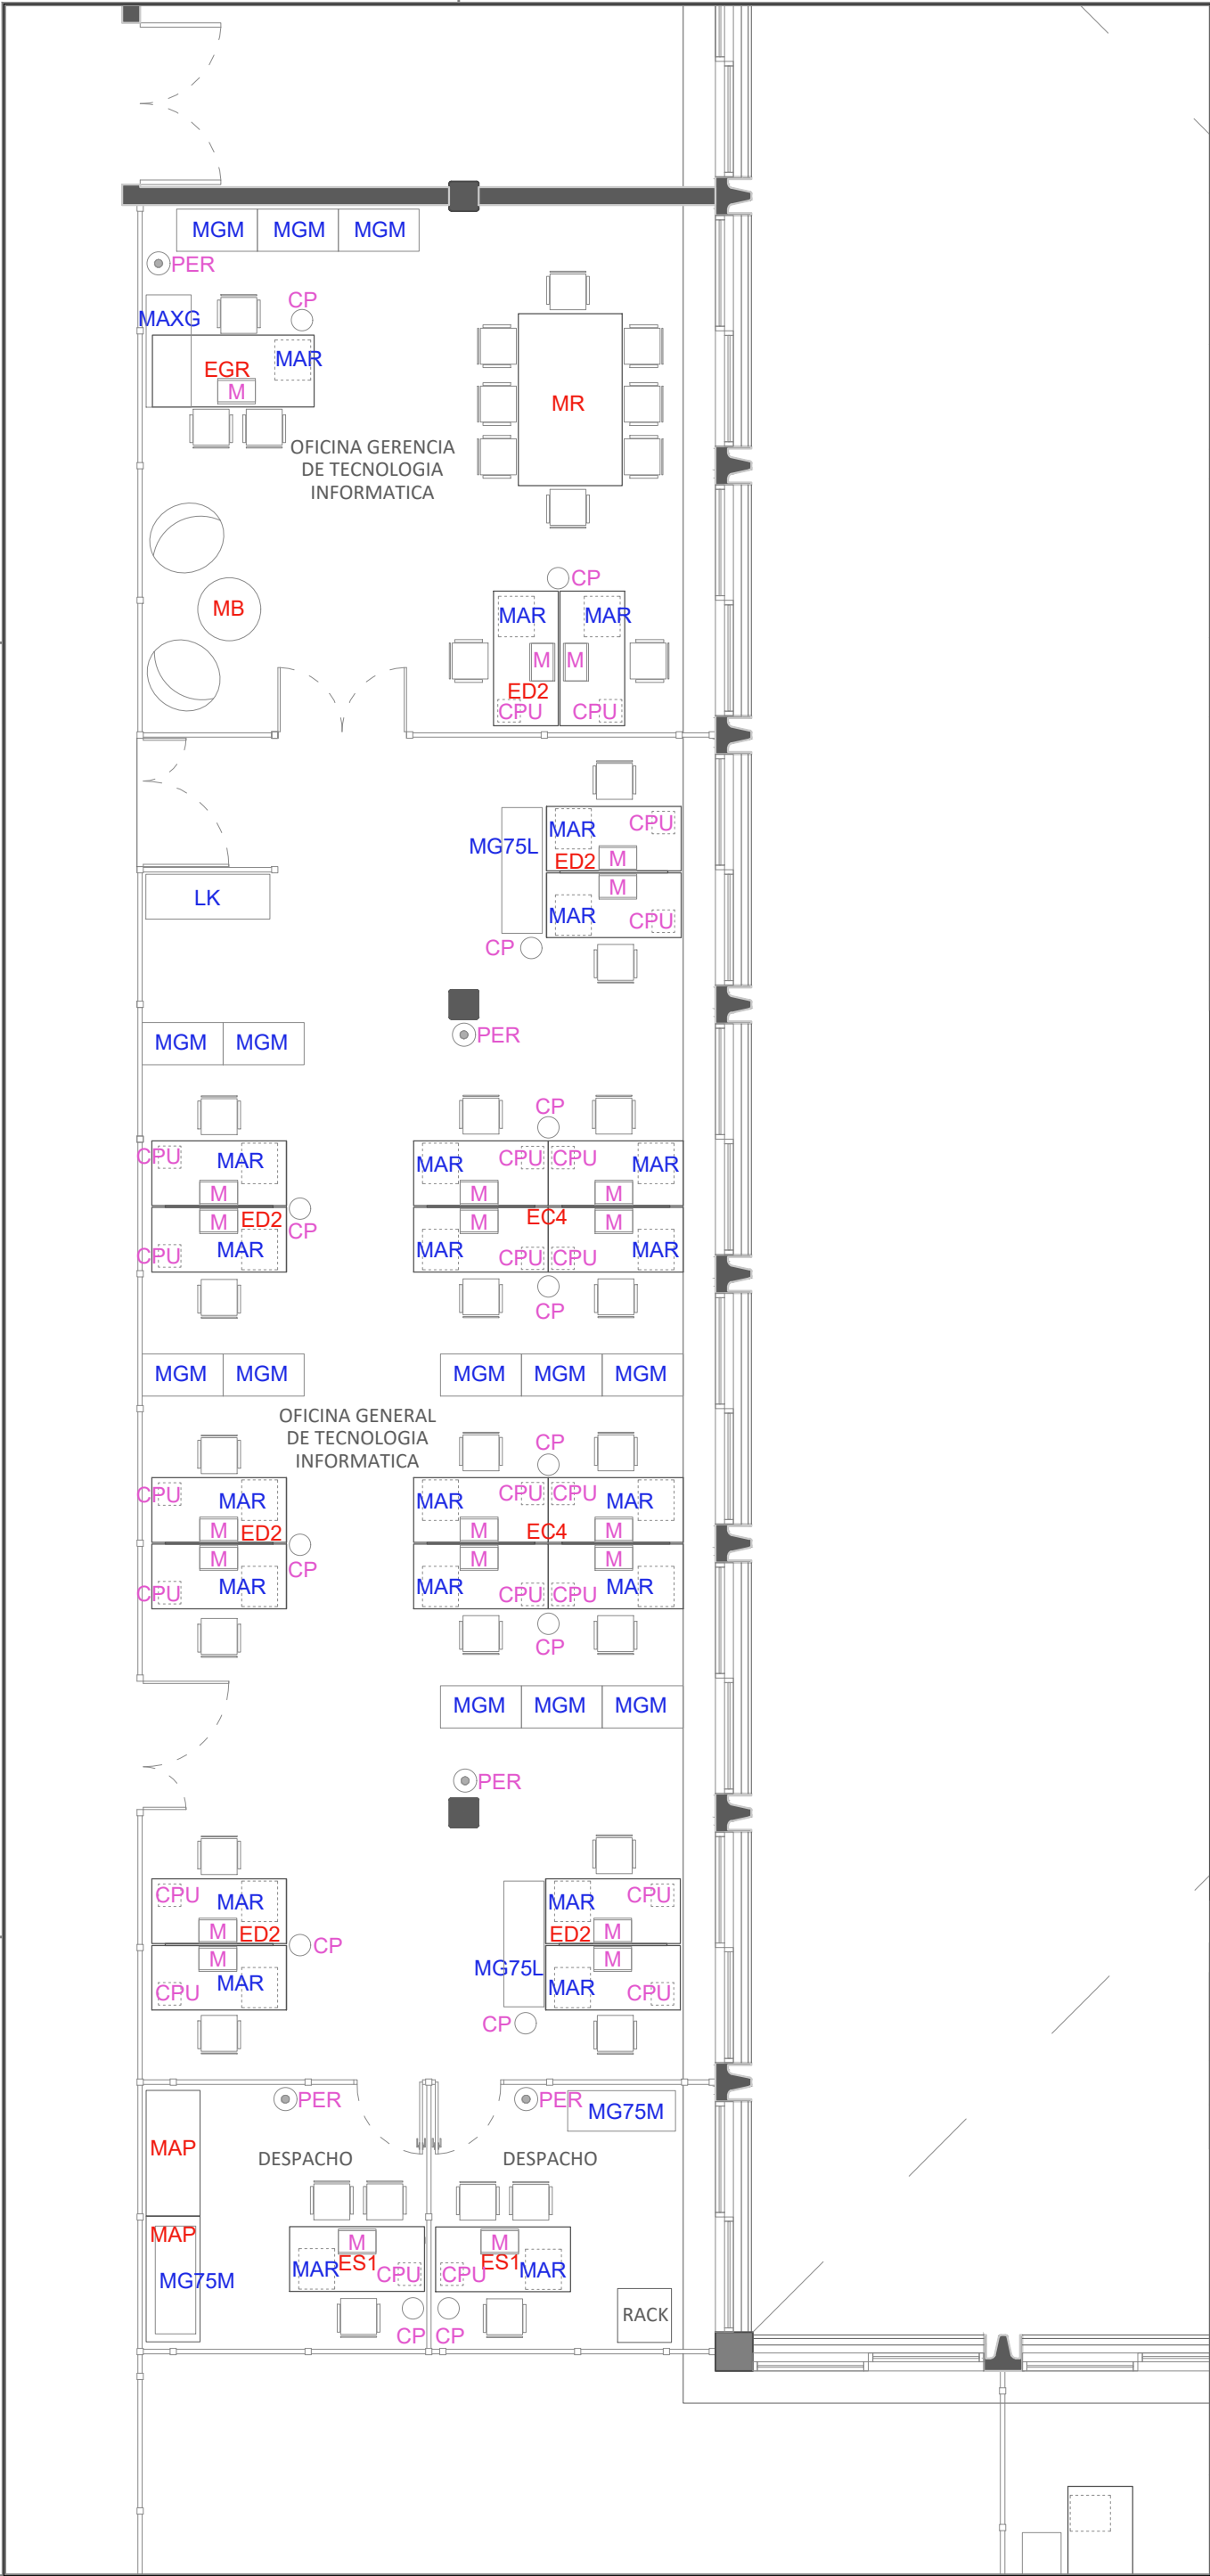 MGM MGM MGM
PER
CP
MAXG
MAR
EGR
M
MR
OFICINA GERENCIA
DE TECNOLOGIA
INFORMATICA
CP
MB
MAR MAR
M M
ED2
CPU CPU
MAR CPU
MG75L
ED2 M
M
LK
MAR CPU
CP
PER
MGM MGM
CP
CPU MAR MAR CPU CPU MAR
M M M
M ED2 M EC4 M
CP
CPU MAR MAR CPU CPU MAR
CP
MGM MGM MGM MGM MGM
OFICINA GENERAL
DE TECNOLOGIA
INFORMATICA
CP
CPU MAR MAR CPU CPU MAR
M ED2 M EC4 M
M M M
CP
CPU MAR MAR CPU CPU MAR
CP
MGM MGM MGM
PER
CPU MAR MAR CPU
M ED2 ED2 M
CP
M M
MG75L
CPU MAR MAR CPU
CP
PER PER
MG75M
MAP
DESPACHO DESPACHO
MAP
M M
MAR ES1 CPU CPU ES1 MAR
MG75M
RACK
CP CP